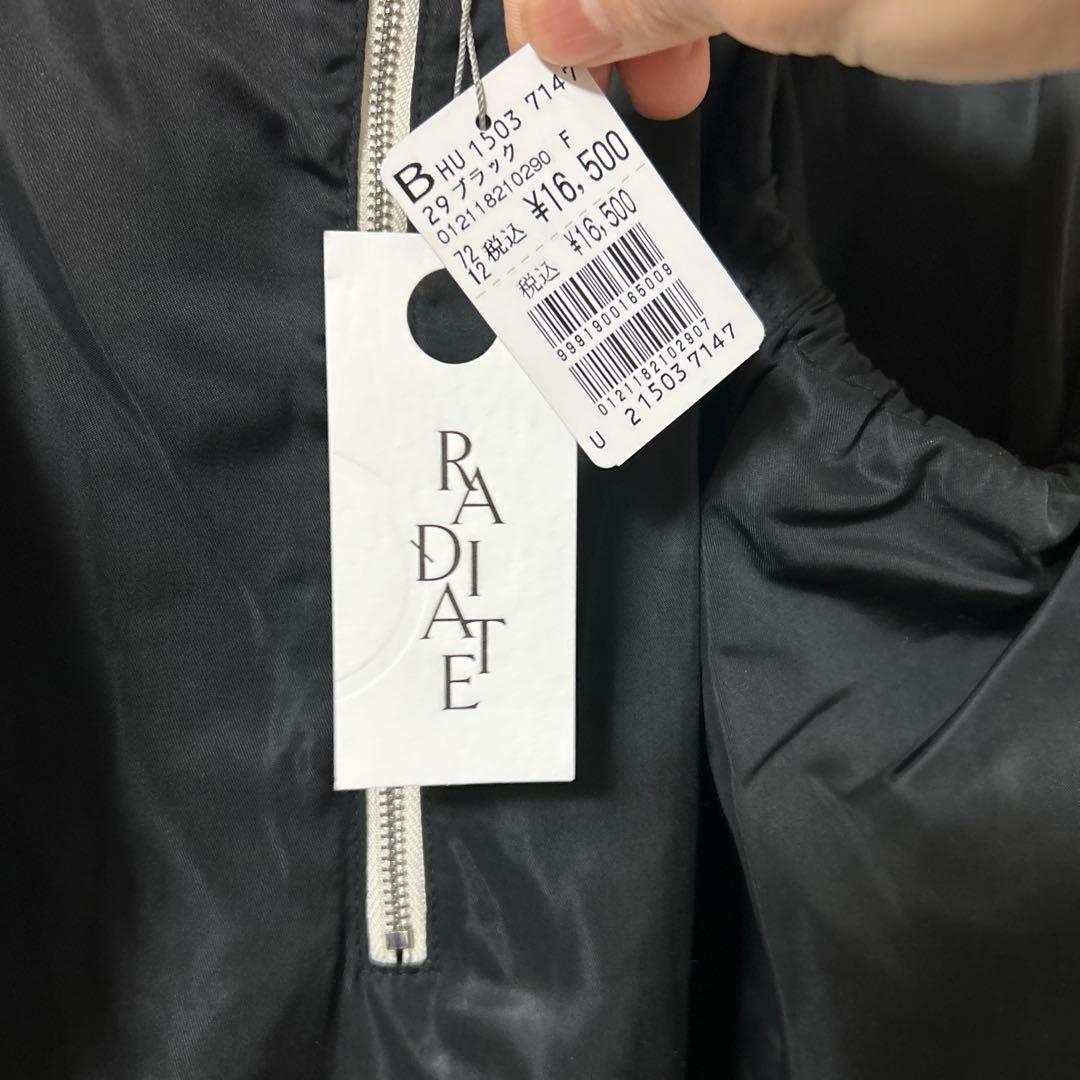 B HU 1503 7147
29 ブラック
012118210290 F
72
12 税込 ¥16,500
税込 ¥16,500
9991900165009
0121182102907
U 21503 7147
RADIATE